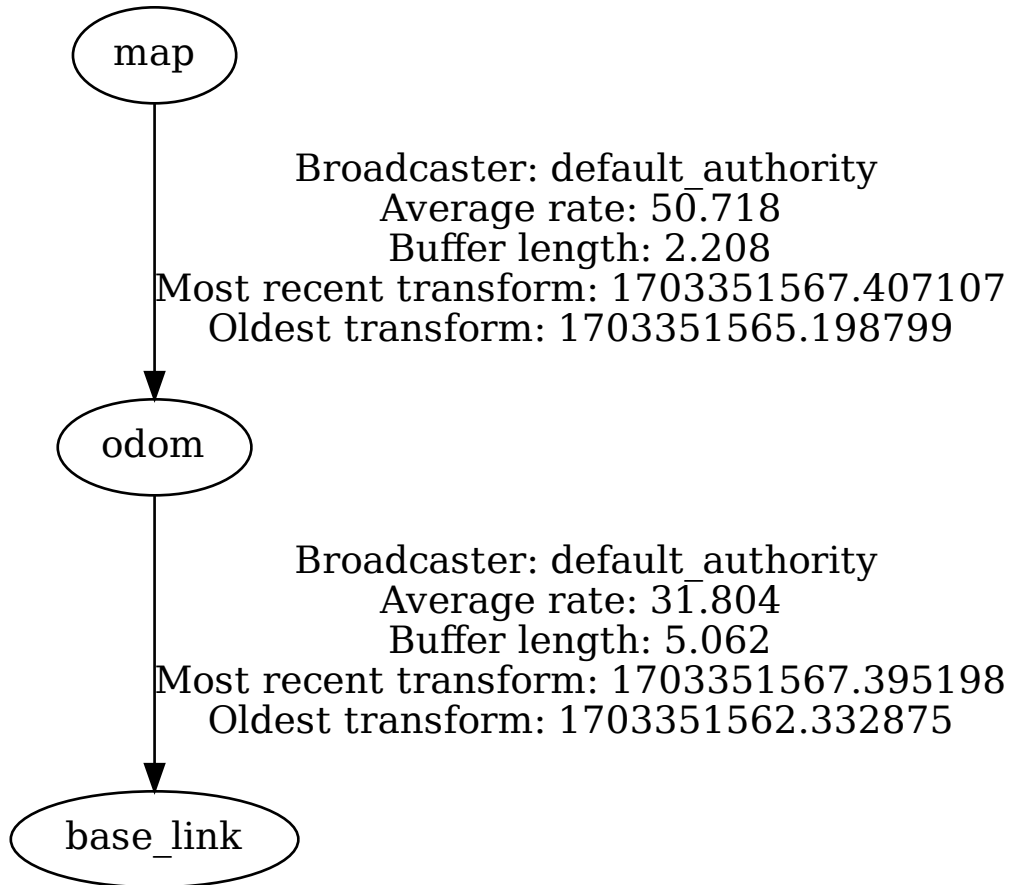 map
Broadcaster: default_authority
Average rate: 50.718
Buffer length: 2.208
Most recent transform: 1703351567.407107
Oldest transform: 1703351565.198799
odom
Broadcaster: default_authority
Average rate: 31.804
Buffer length: 5.062
Most recent transform: 1703351567.395198
Oldest transform: 1703351562.332875
base_link